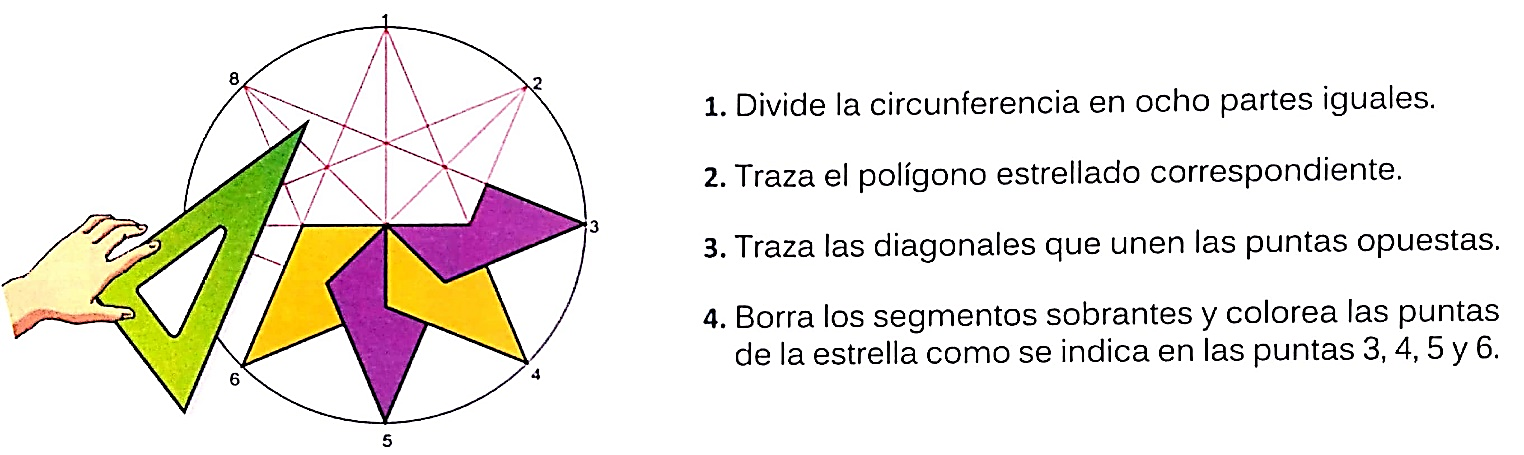 1
8
2
3
6
4
5
1. Divide la circunferencia en ocho partes iguales.
2. Traza el polígono estrellado correspondiente.
3. Traza las diagonales que unen las puntas opuestas.
4. Borra los segmentos sobrantes y colorea las puntas
de la estrella como se indica en las puntas 3, 4, 5 y 6.